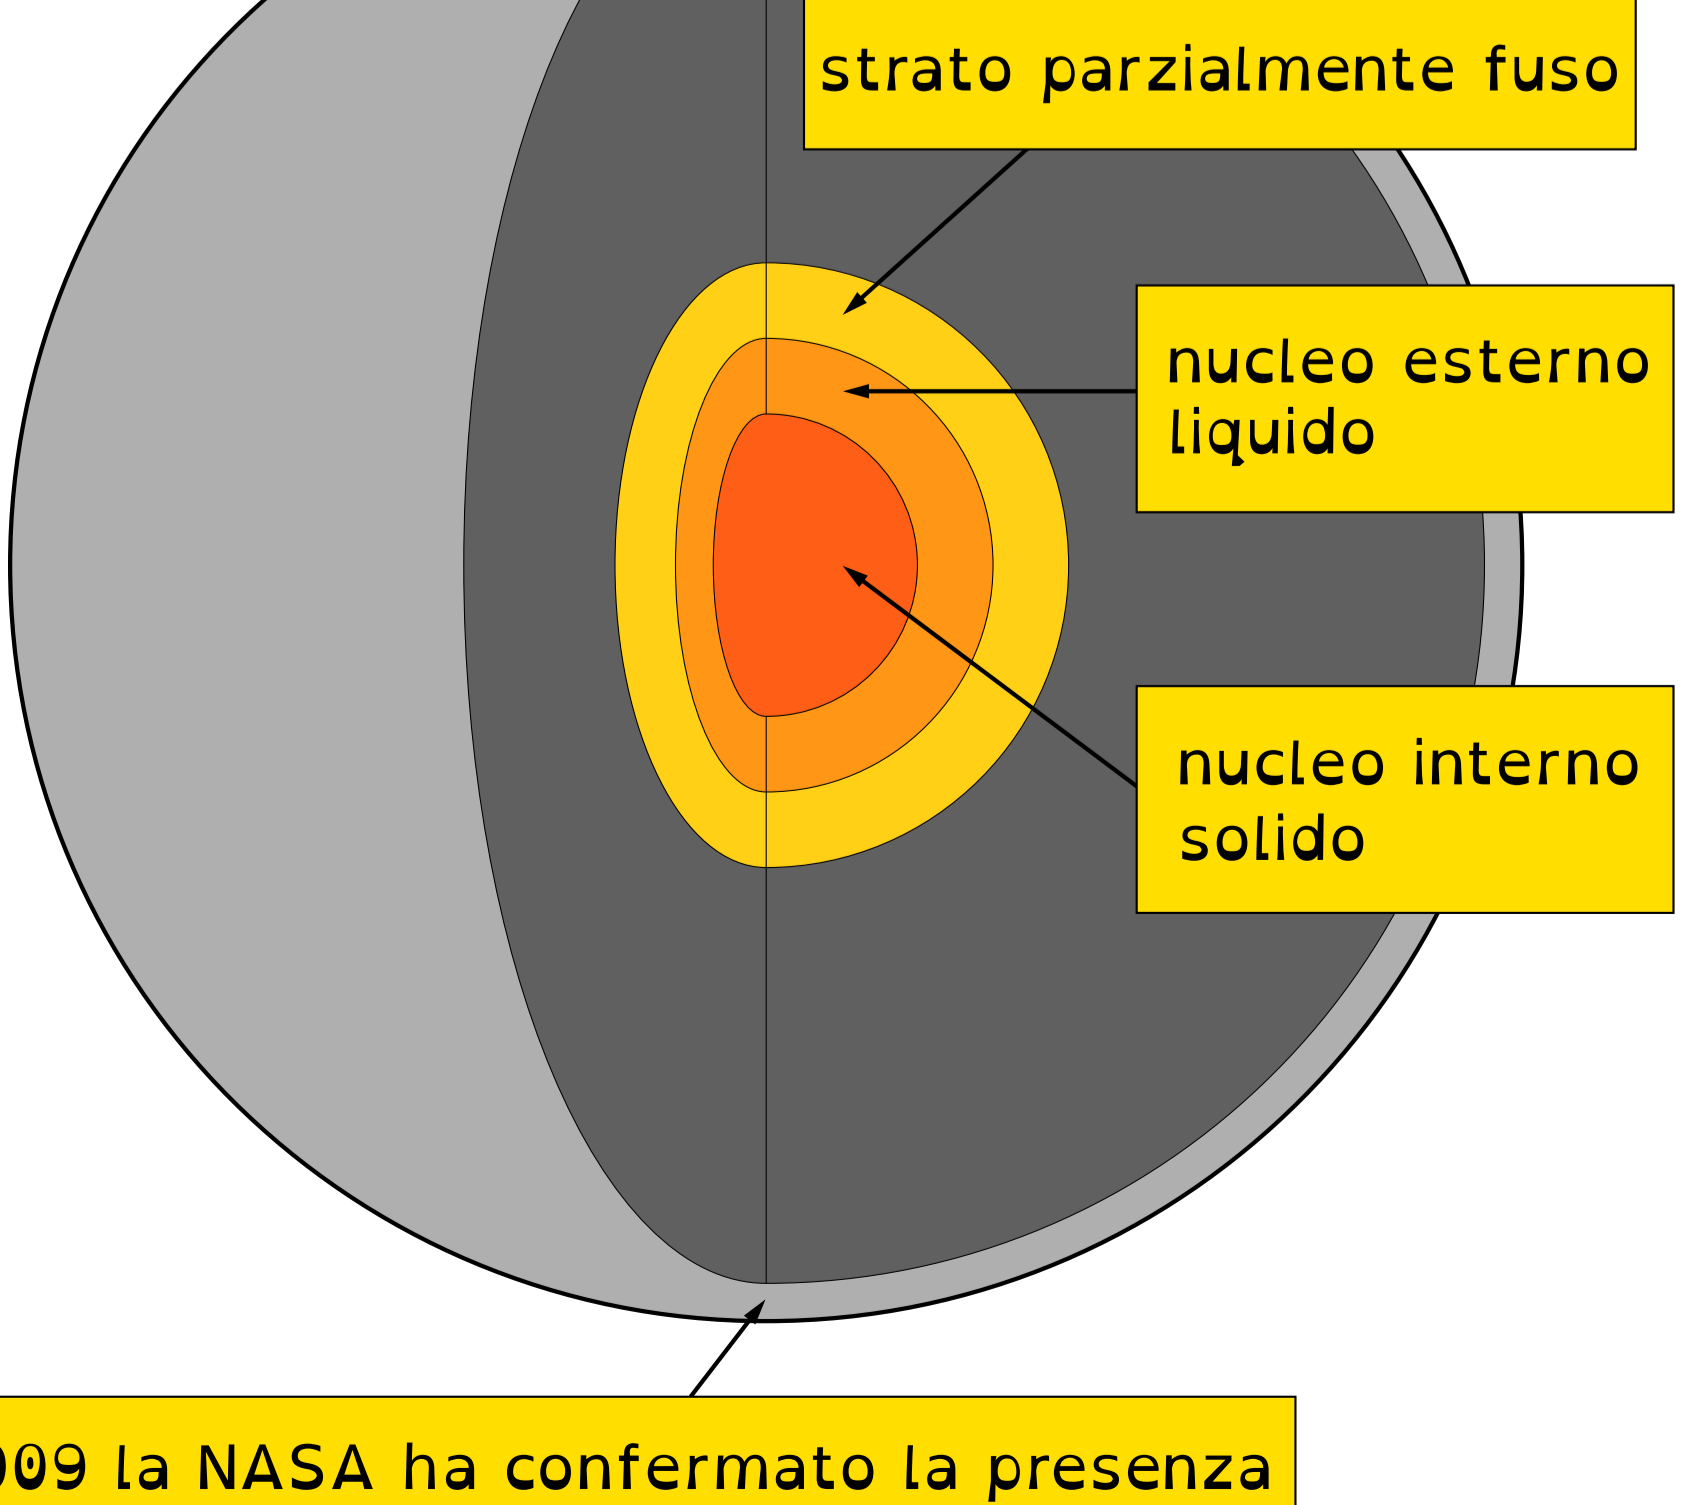 strato parzialmente fuso
nucleo esterno
liquido
nucleo interno
solido
la NASA ha confermato la presenza